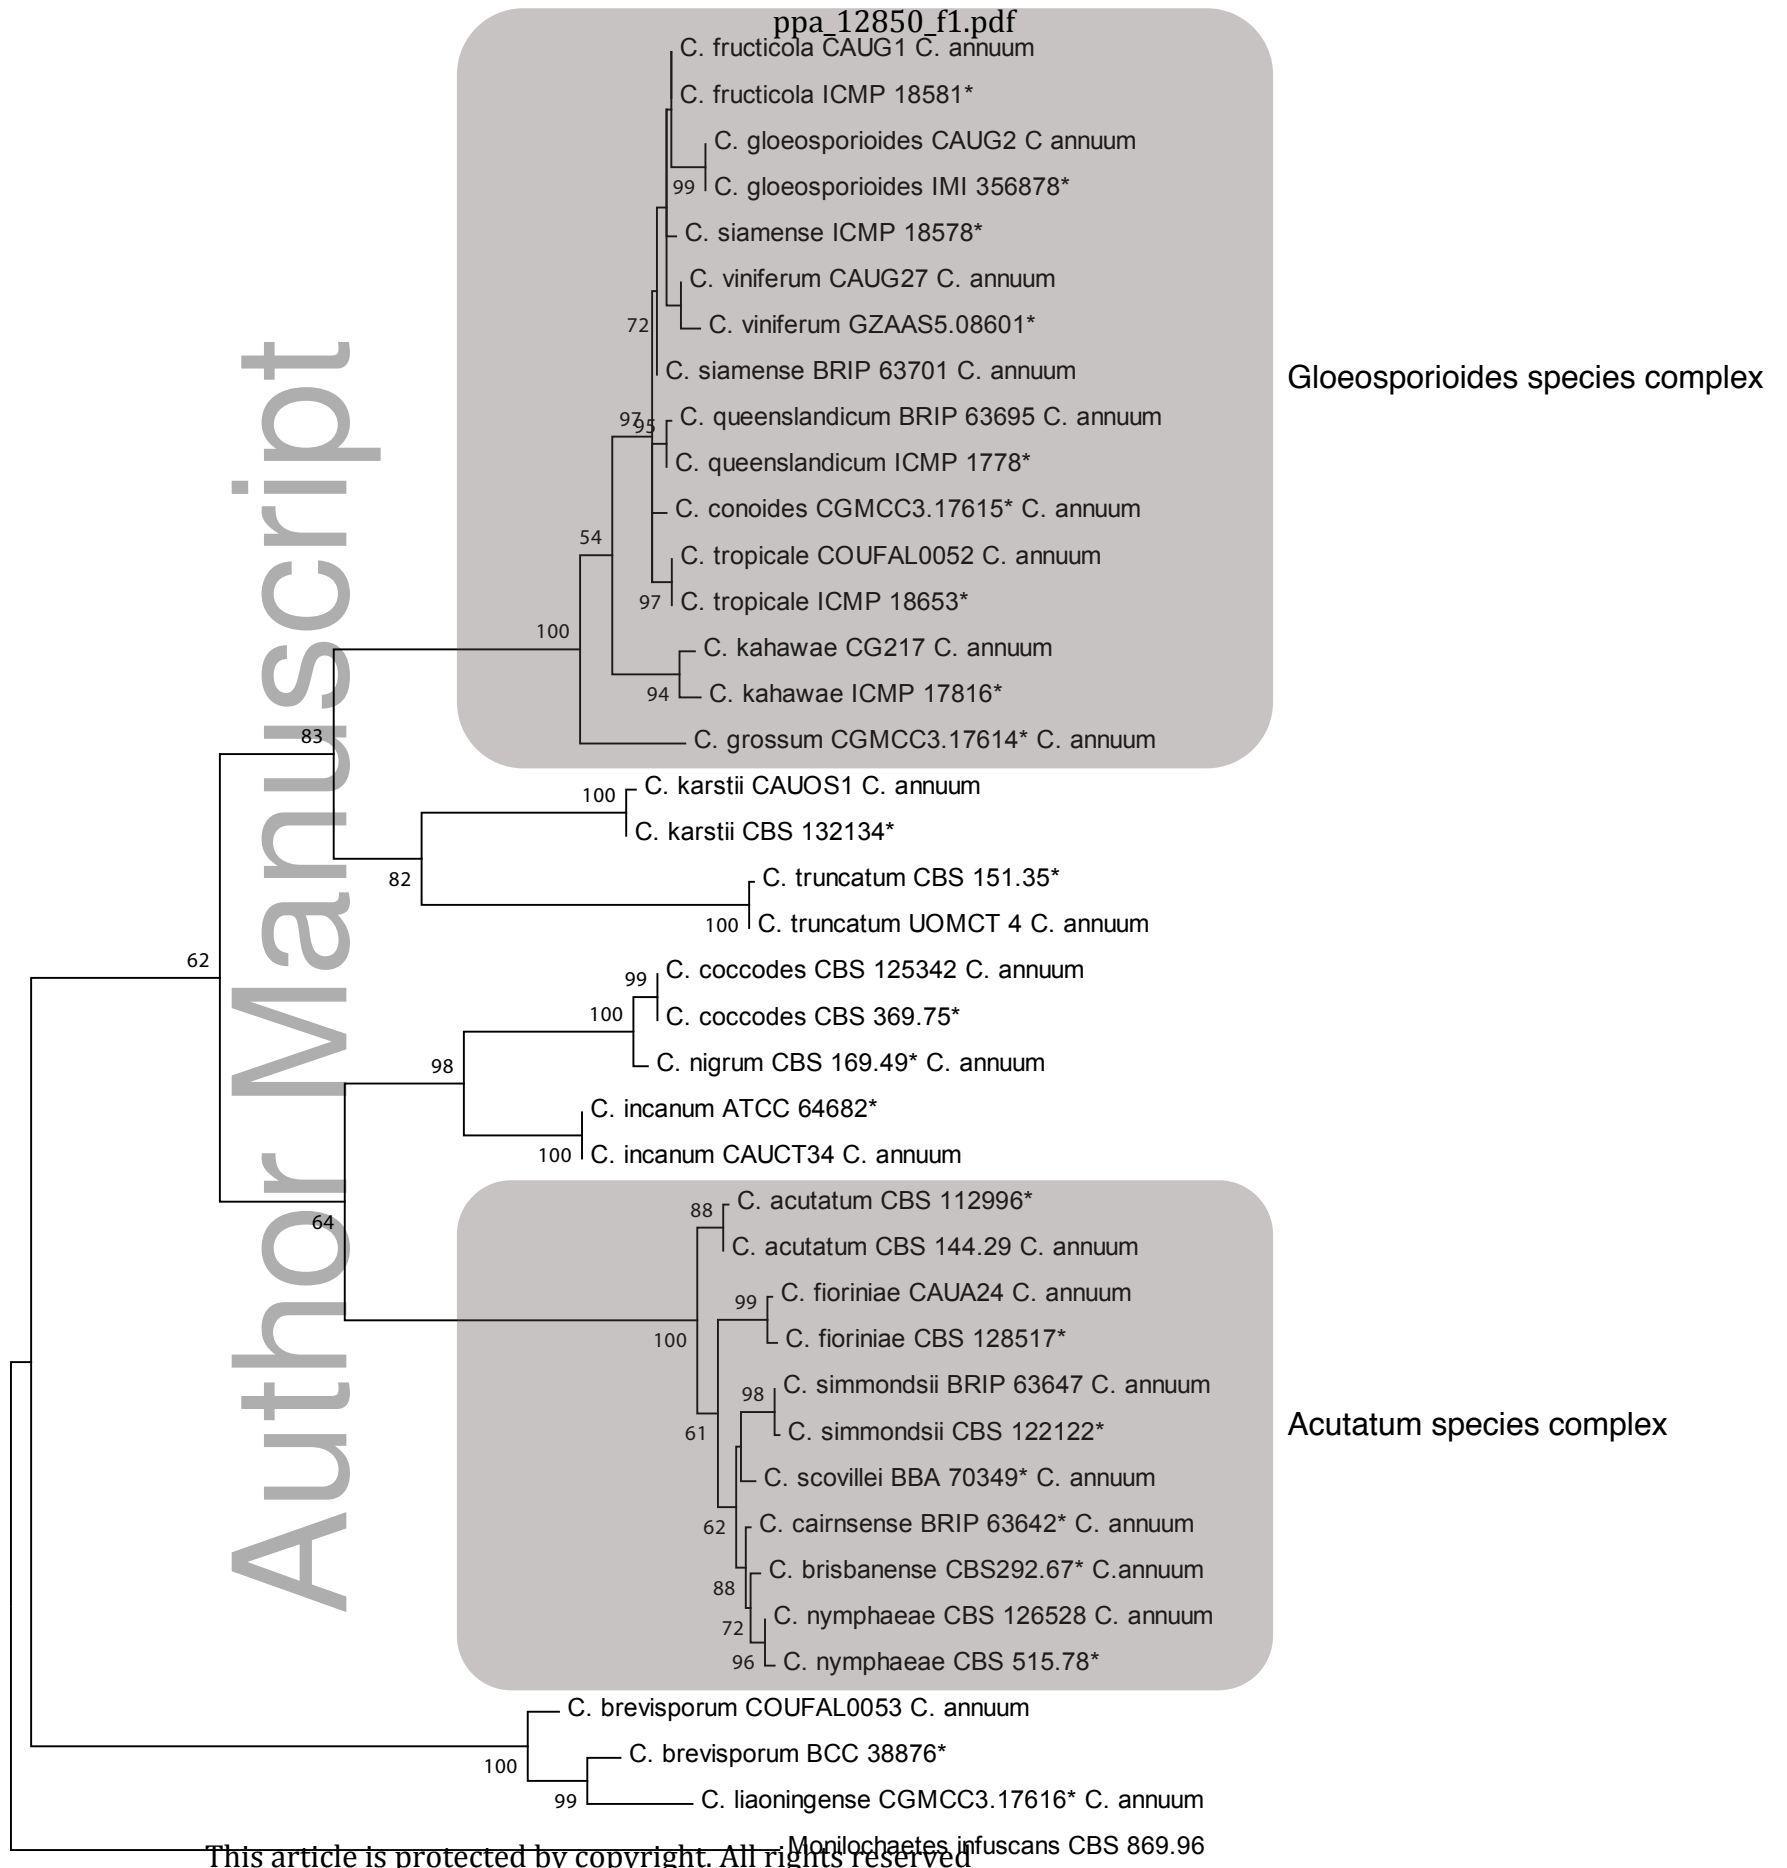 ppa_12850_f1.pdf
C. fructicola CAUG1 C. annuum
C. fructicola ICMP 18581*
C. gloeosporioides CAUG2 C annuum
99
C. gloeosporioides IMI 356878*
C. siamense ICMP 18578*
C. viniferum CAUG27 C. annuum
72
C. viniferum GZAAS5.08601*
C. siamense BRIP 63701 C. annuum
Gloeosporioides species complex
97
95
C. queenslandicum BRIP 63695 C. annuum
C. queenslandicum ICMP 1778*
C. conoides CGMCC3.17615* C. annuum
54
C. tropicale COUFAL0052 C. annuum
97
C. tropicale ICMP 18653*
100
C. kahawae CG217 C. annuum
94
C. kahawae ICMP 17816*
83
C. grossum CGMCC3.17614* C. annuum
100
C. karstii CAUOS1 C. annuum
C. karstii CBS 132134*
82
C. truncatum CBS 151.35*
100
C. truncatum UOMCT 4 C. annuum
62
99
C. coccodes CBS 125342 C. annuum
100
C. coccodes CBS 369.75*
98
C. nigrum CBS 169.49* C. annuum
C. incanum ATCC 64682*
100
C. incanum CAUCT34 C. annuum
64
88
C. acutatum CBS 112996*
C. acutatum CBS 144.29 C. annuum
99
C. fioriniae CAUA24 C. annuum
100
C. fioriniae CBS 128517*
98
C. simmondsii BRIP 63647 C. annuum
61
C. simmondsii CBS 122122*
Acutatum species complex
C. scovillei BBA 70349* C. annuum
62
C. cairnsense BRIP 63642* C. annuum
88
C. brisbanense CBS292.67* C.annuum
72
C. nymphaeae CBS 126528 C. annuum
96
C. nymphaeae CBS 515.78*
C. brevisporum COUFAL0053 C. annuum
100
C. brevisporum BCC 38876*
99
C. liaoningense CGMCC3.17616* C. annuum
Monilochaetes infuscans CBS 869.96
This article is protected by copyright. All rights reserved
Author Manuscript